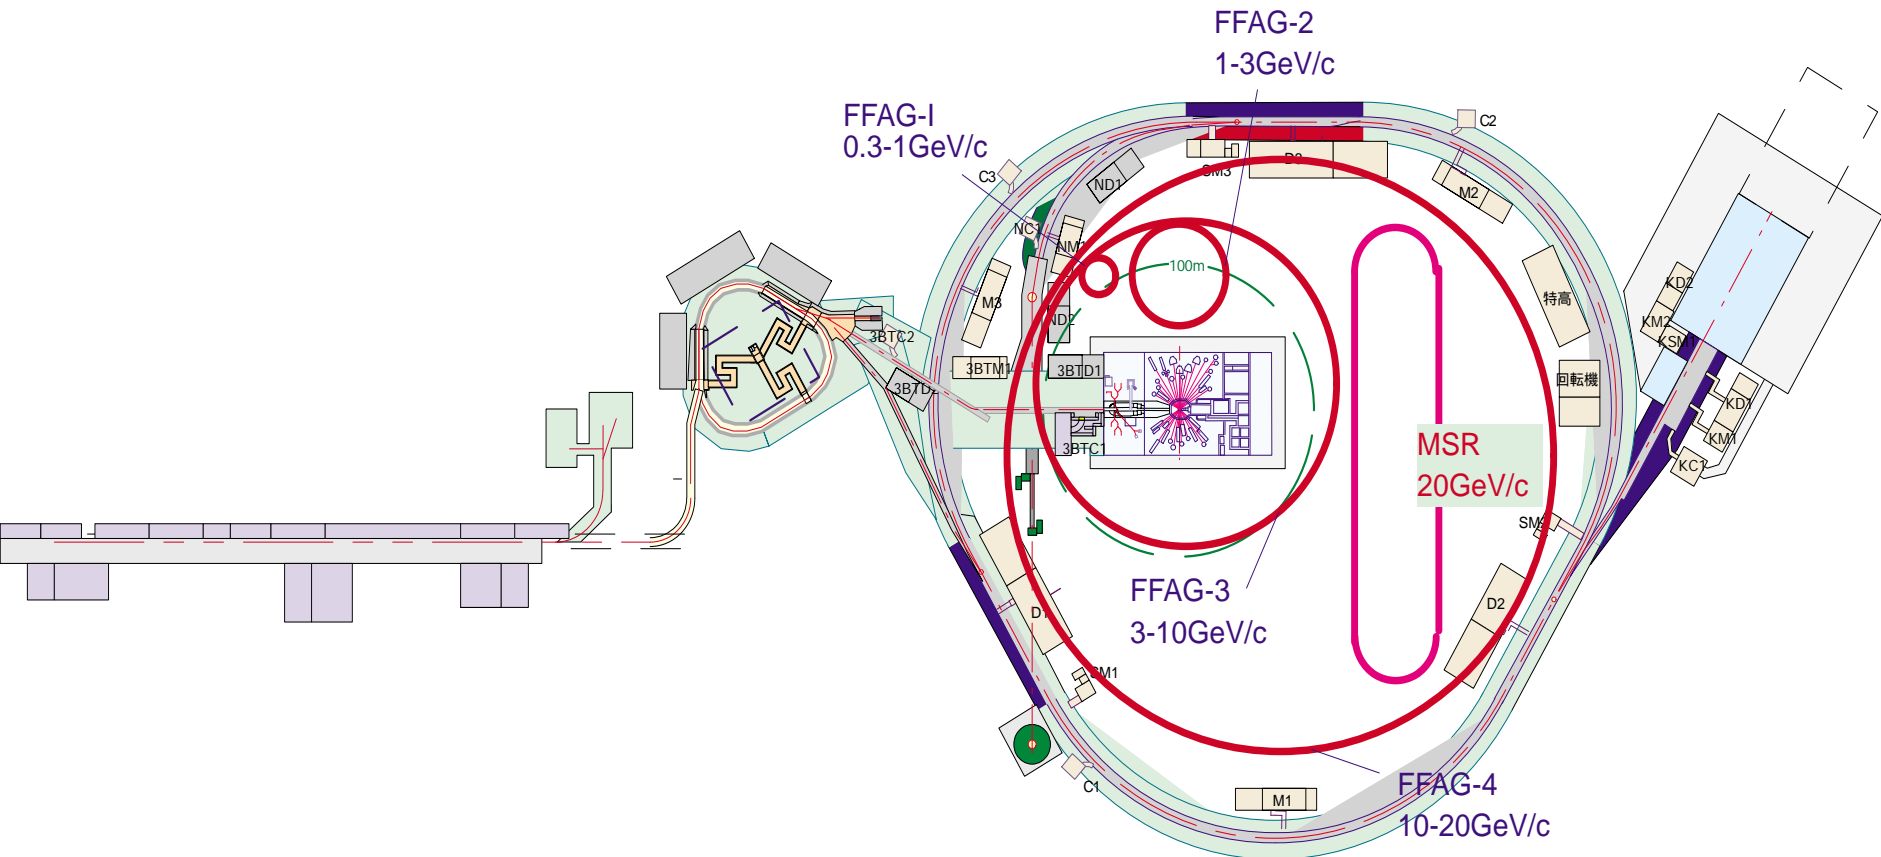 FFAG-2
1-3GeV/c
FFAG-I
0.3-1GeV/c
C2
C3
SM3
D3
ND1
M2
NC1
NM1
100m
M3
ND2
特高
KD2
KM2
KSM1
3BTC2
3BTM1
3BTD1
3BTD2
回転機
KD1
KM1
KC1
3BTC1
MSR
20GeV/c
FFAG-3
3-10GeV/c
D1
D2
SM1
C1
M1
FFAG-4
10-20GeV/c